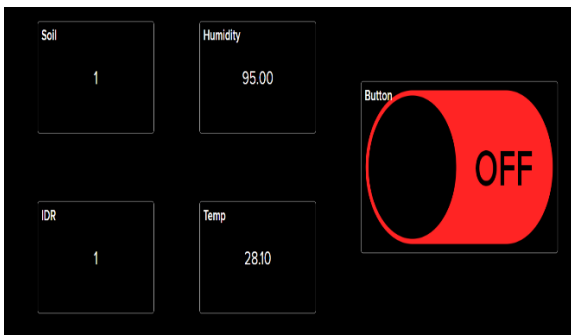 Soil
1
Humidity
95.00
Button
OFF
IDR
1
Temp
28.10